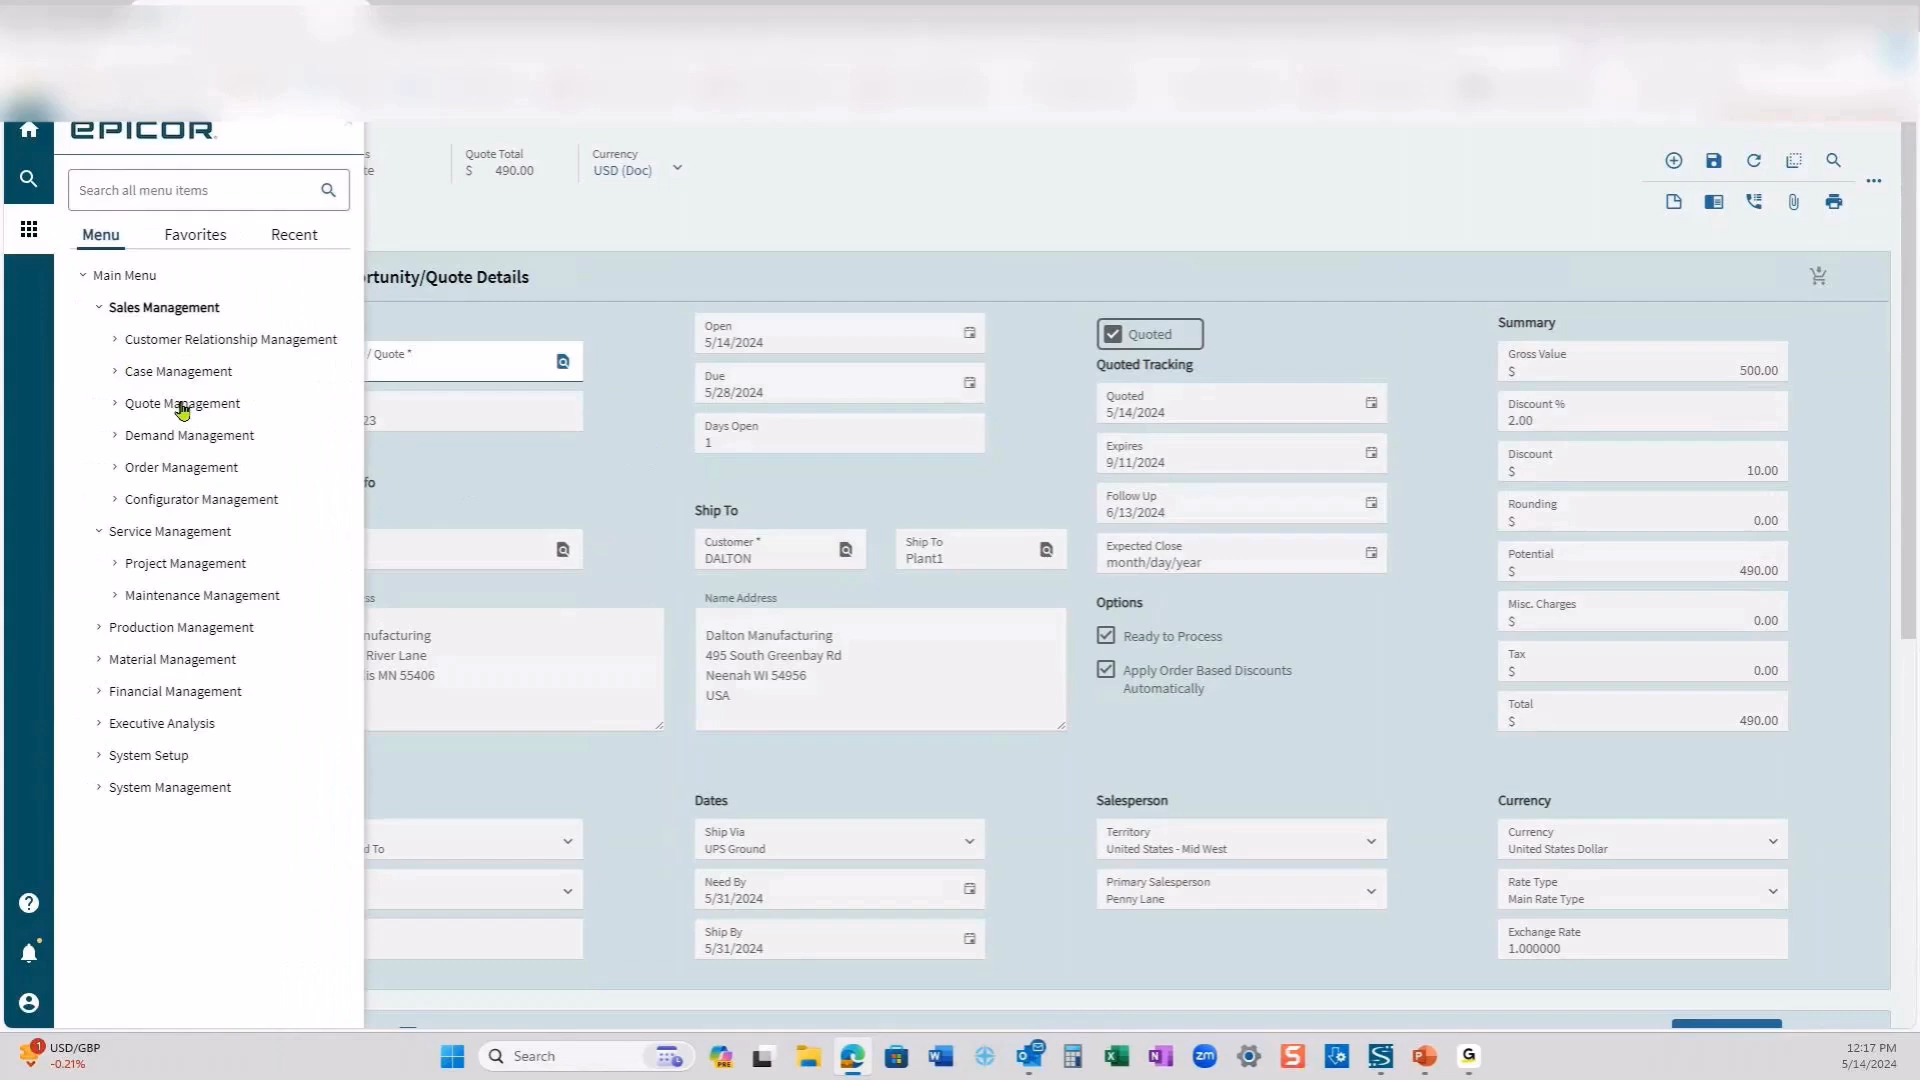 EPICOR
Search all menu items
Menu
Favorites
Recent
Main Menu
Sales Management
Customer Relationship Management
Case Management
Quote Management
Demand Management
Order Management
Configurator Management
Service Management
Project Management
Maintenance Management
Production Management
Material Management
Financial Management
Executive Analysis
System Setup
System Management
s
te
Quote Total
$ 490.00
Currency
USD (Doc)
rtunity/Quote Details
/ Quote *
23
fo
ss
nufacturing
River Lane
is MN 55406
d To
Open
5/14/2024
Due
5/28/2024
Days Open
1
Ship To
Customer *
DALTON
Ship To
Plant1
Name Address
Dalton Manufacturing
495 South Greenbay Rd
Neenah WI 54956
USA
Dates
Ship Via
UPS Ground
Need By
5/31/2024
Ship By
5/31/2024
Quoted
Quoted Tracking
Quoted
5/14/2024
Expires
9/11/2024
Follow Up
6/13/2024
Expected Close
month/day/year
Options
Ready to Process
Apply Order Based Discounts
Automatically
Salesperson
Territory
United States - Mid West
Primary Salesperson
Penny Lane
Summary
Gross Value
$ 500.00
Discount %
2.00
Discount
$ 10.00
Rounding
$ 0.00
Potential
$ 490.00
Misc. Charges
$ 0.00
Tax
$ 0.00
Total
$ 490.00
Currency
Currency
United States Dollar
Rate Type
Main Rate Type
Exchange Rate
1.000000
1
USD/GBP
-0.21%
Search
PRE
zm
12:17 PM
5/14/2024